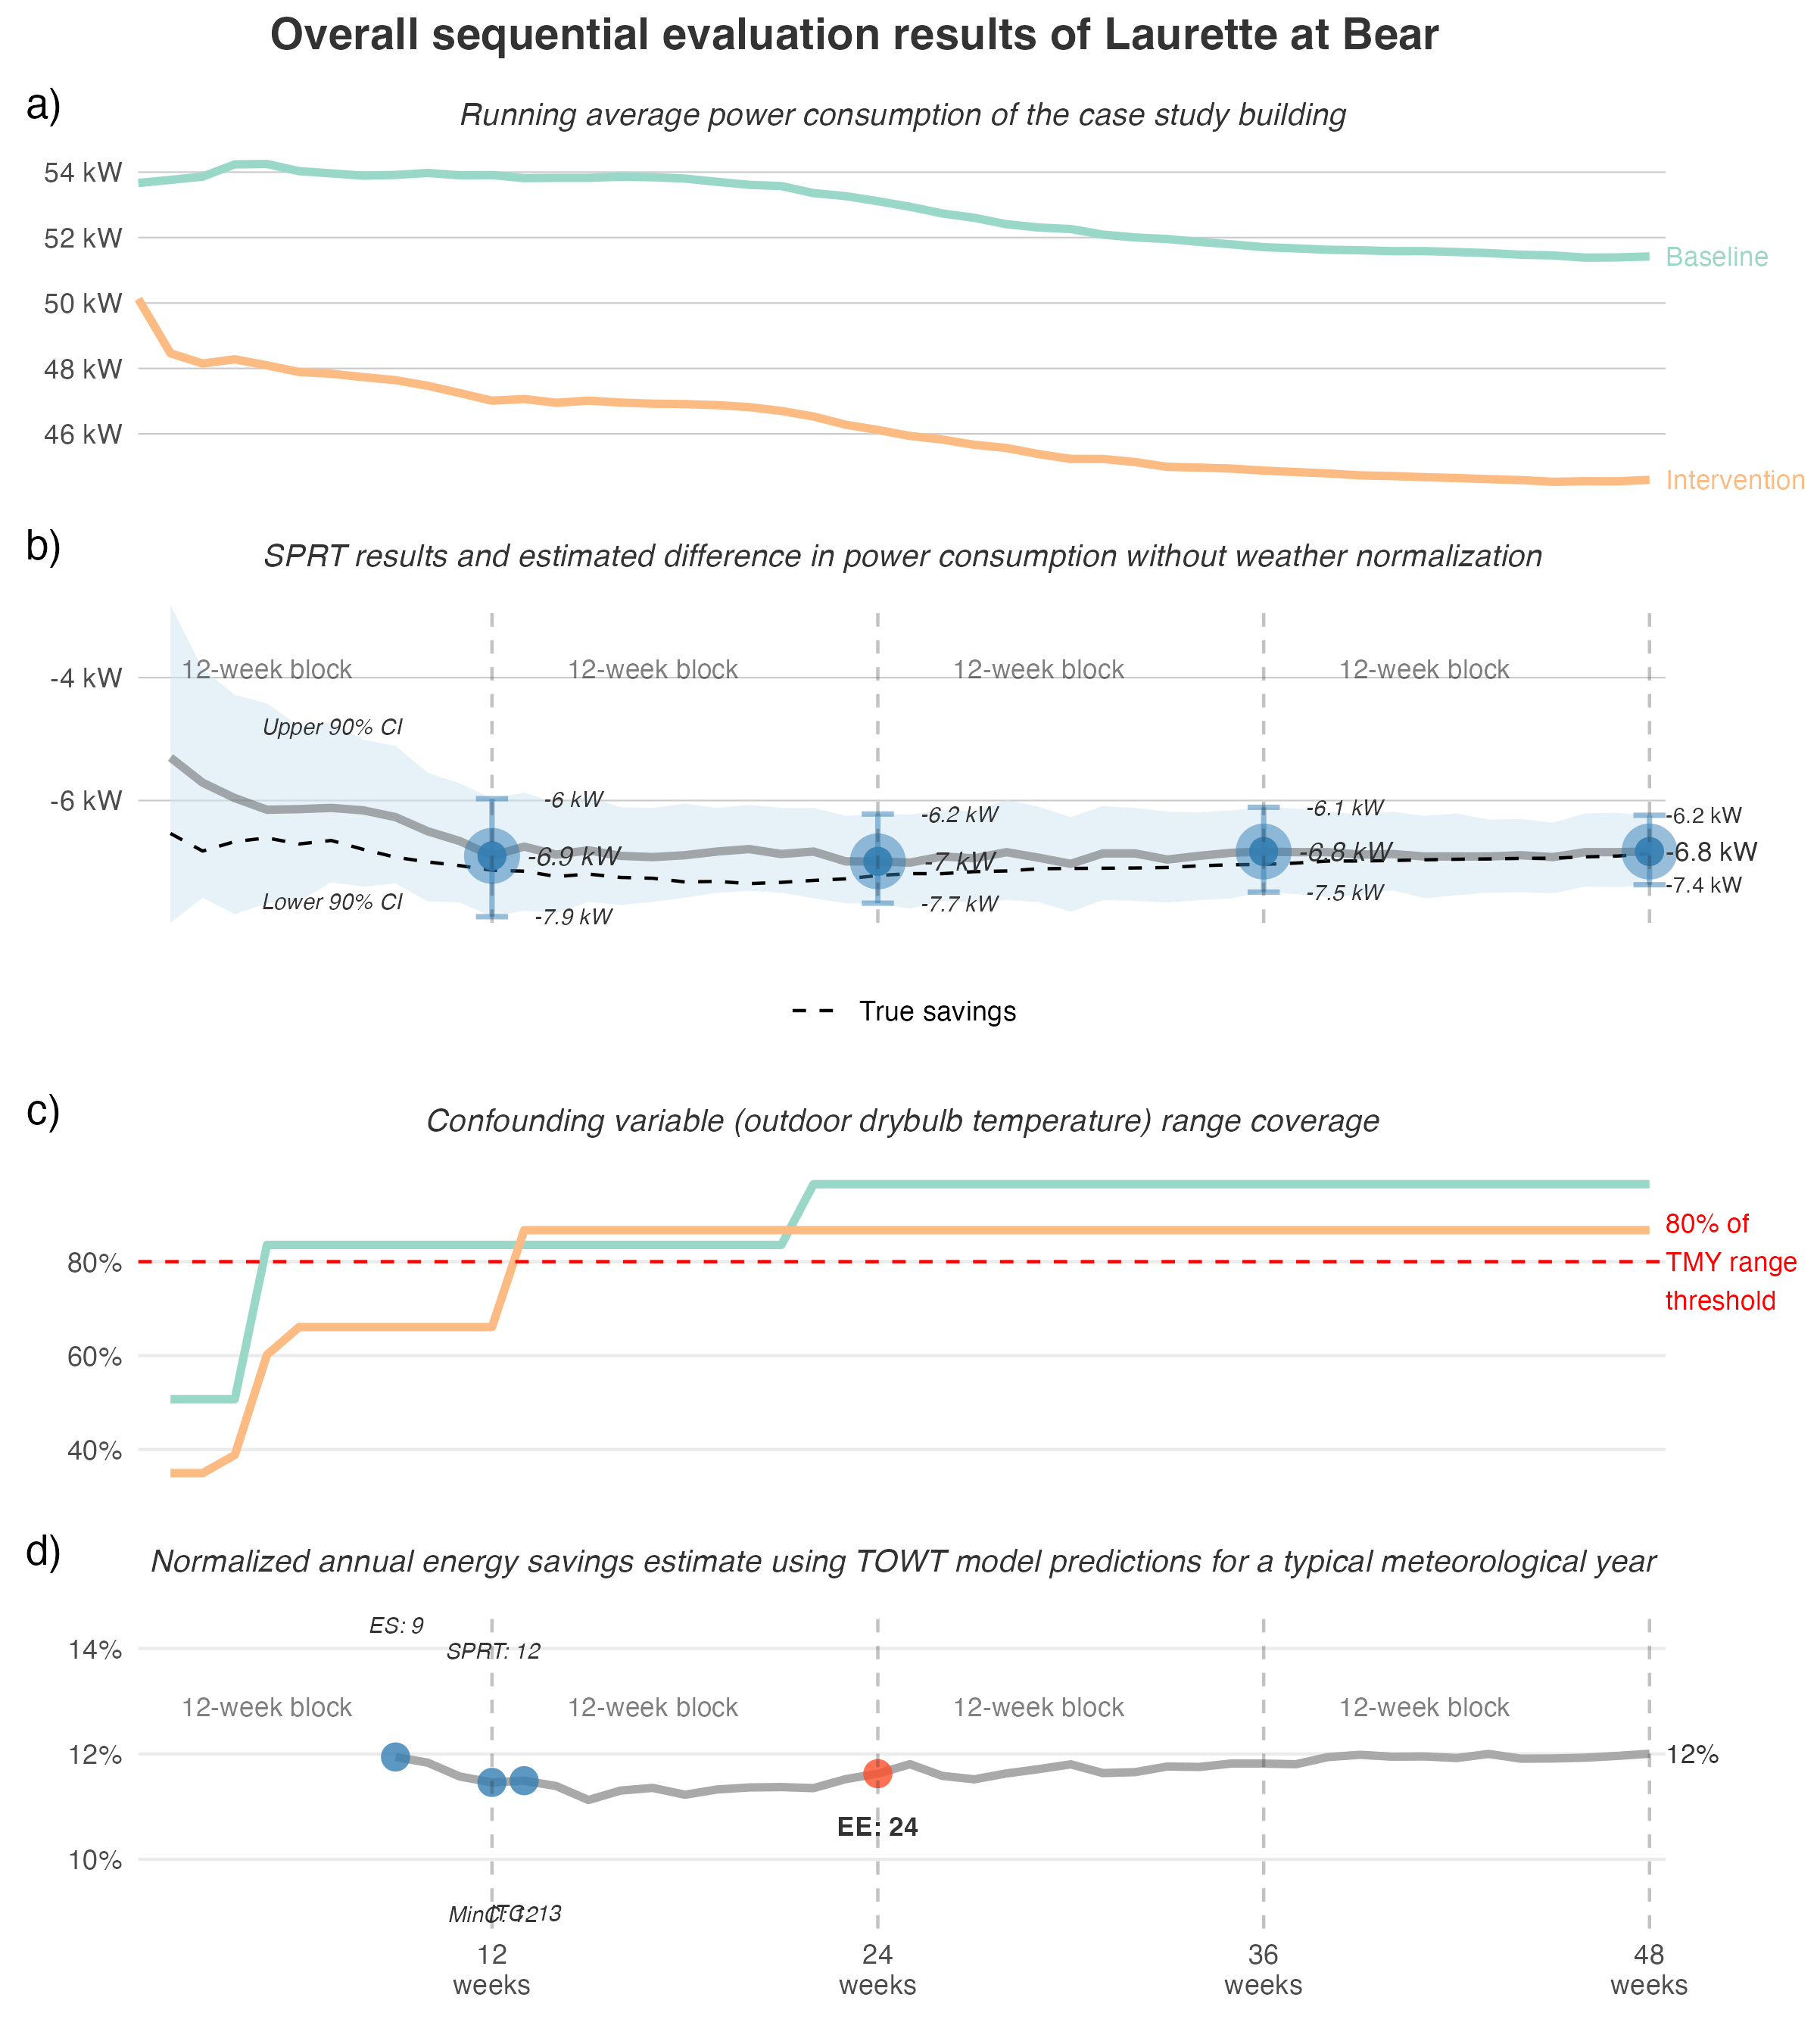 Overall sequential evaluation results of Laurette at Bear
a)
Running average power consumption of the case study building
54 kW
52 kW
50 kW
48 kW
46 kW
Baseline
Intervention
b)
SPRT results and estimated difference in power consumption without weather normalization
12-week block
12-week block
12-week block
12-week block
-4 kW
-6 kW
Upper 90% CI
Lower 90% CI
-6 kW
-6.9 kW
-7.9 kW
-6.2 kW
-7 kW
-7.7 kW
-6.1 kW
-6.8 kW
-7.5 kW
-6.2 kW
-6.8 kW
-7.4 kW
True savings
c)
Confounding variable (outdoor drybulb temperature) range coverage
80%
60%
40%
80% of
TMY range
threshold
d)
Normalized annual energy savings estimate using TOWT model predictions for a typical meteorological year
ES: 9
SPRT: 12
14%
12-week block
12-week block
12-week block
12-week block
12%
12%
EE: 24
10%
12
weeks
24
weeks
36
weeks
48
weeks